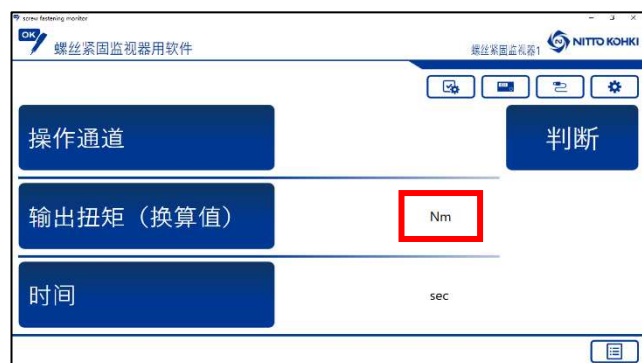 screw fastening monitor
OK
螺丝紧固监视器用软件
螺丝紧固监视器1
NITTO KOHKI
操作通道
判断
输出扭矩（换算值）
Nm
时间
sec